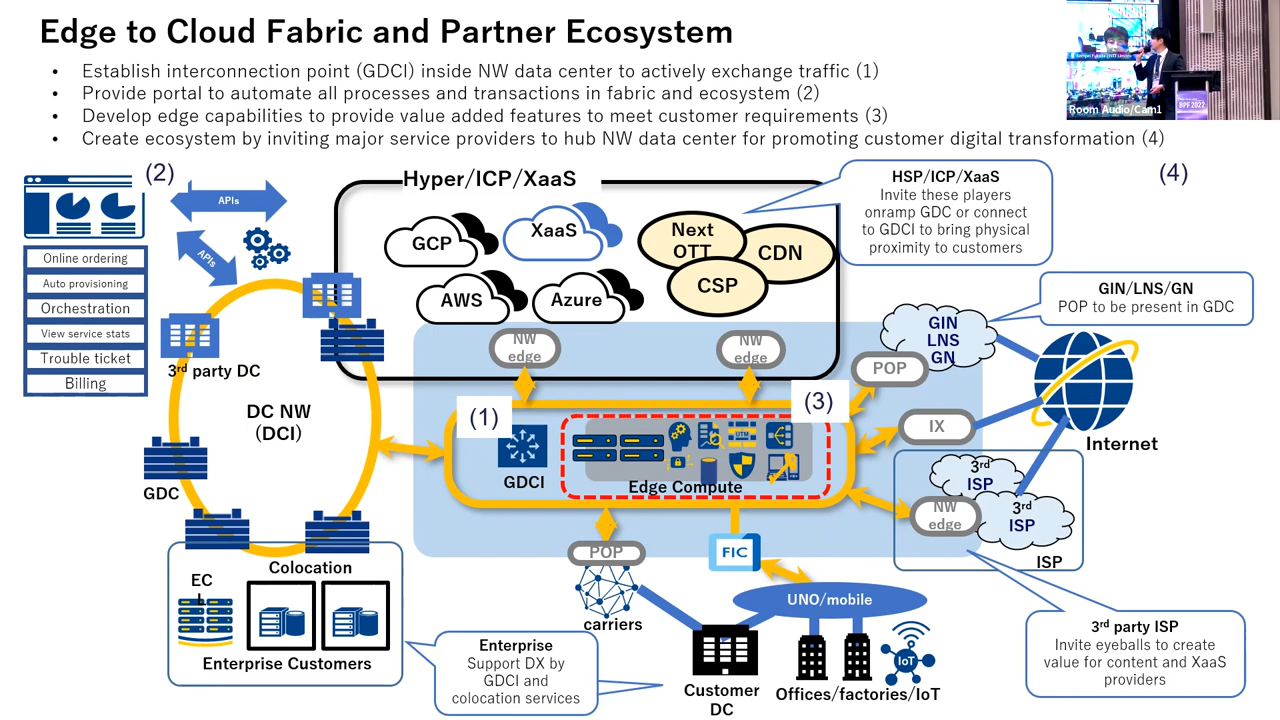 Edge to Cloud Fabric and Partner Ecosystem
• Establish interconnection point (GDCI) inside NW data center to actively exchange traffic (1)
• Provide portal to automate all process and transactions in fabric and ecosystem (2)
• Develop edge capabilities to provide value added features to meet customer requirements (3)
• Create ecosystem by inviting major service providers to hub NW data center for promoting customer digital transformation (4)
Room Audio/Cam1
BPF 2022
(2)
APIs
APIs
Online ordering
Auto provisioning
Orchestration
View service stats
Trouble ticket
Billing
Hyper/ICP/XaaS
GCP
XaaS
Next
OTT
CDN
CSP
AWS
Azure
NW
edge
NW
edge
HSP/ICP/XaaS
Invite these players
onramp GDC or connect
to GDCI to bring physical
proximity to customers
(4)
GIN/LNS/GN
POP to be present in GDC
GIN
LNS
GN
POP
IX
Internet
3rd party DC
DC NW
(DCI)
GDC
(1)
(3)
GDCI
UTM
Edge Compute
3rd
ISP
3rd
ISP
NW
edge
ISP
POP
carriers
FIC
UNO/mobile
Colocation
EC
L
Enterprise Customers
Enterprise
Support DX by
GDCI and
colocation services
Customer
DC
IoT
Offices/factories/IoT
3rd party ISP
Invite eyeballs to create
value for content and XaaS
providers